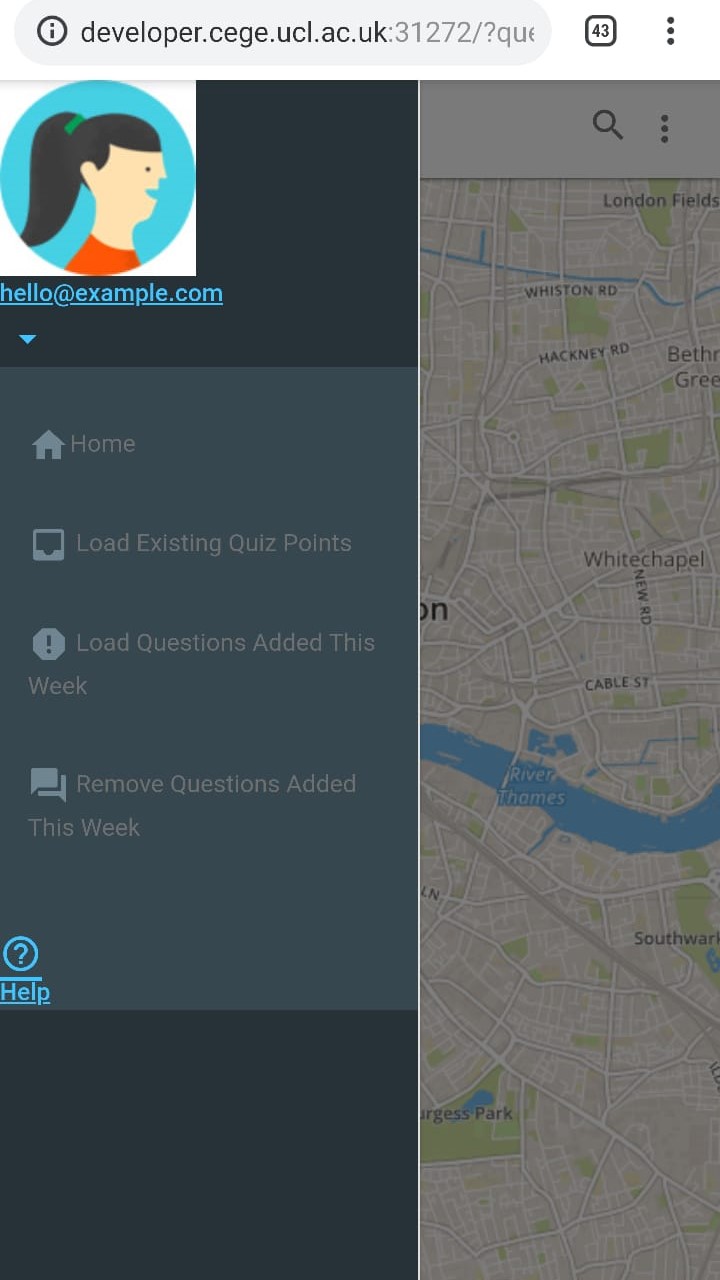 developer.cege.ucl.ac.uk:31272/?que
43
hello@example.com
Home
Load Existing Quiz Points
Load Questions Added This
Week
Remove Questions Added
This Week
?
Help
London Fields
WHISTON RD
HACKNEY RD
Bethn
Gree
Whitechapel
NEW RD
on
CABLE ST
River
Thames
LN
Southwark
urgess Park